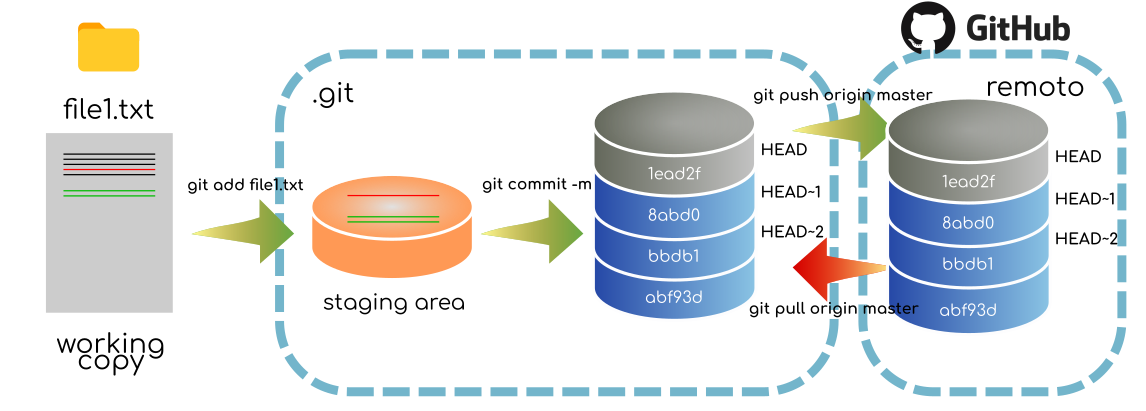 GitHub
file1.txt
.git
git push origin master
remoto
git add file1.txt
git commit -m
HEAD
1ead2f
HEAD~1
8abd0
HEAD~2
bbdb1
abf93d
HEAD
1ead2f
HEAD~1
8abd0
HEAD~2
bbdb1
abf93d
staging area
git pull origin master
working
copy